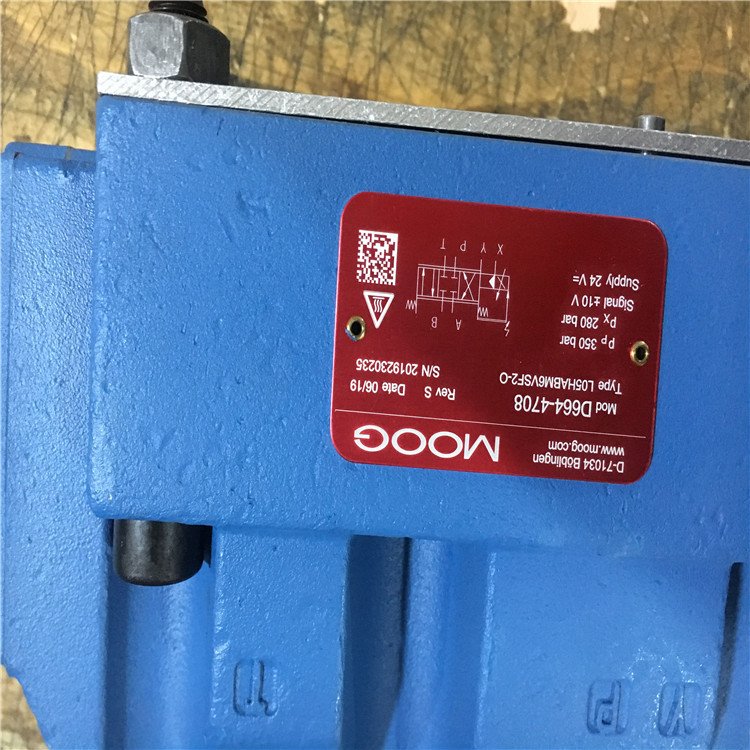 D-71034 Böblingen
www.moog.com
MOOG
Mod D664-4708
Type L05HABM6VSF2-O
Rev S Date 06/19
S/N 2019230235
Pp 350 bar
Px 280 bar
Signal ±10 V
Supply 24 V=
A B
X Y P T
Y P T